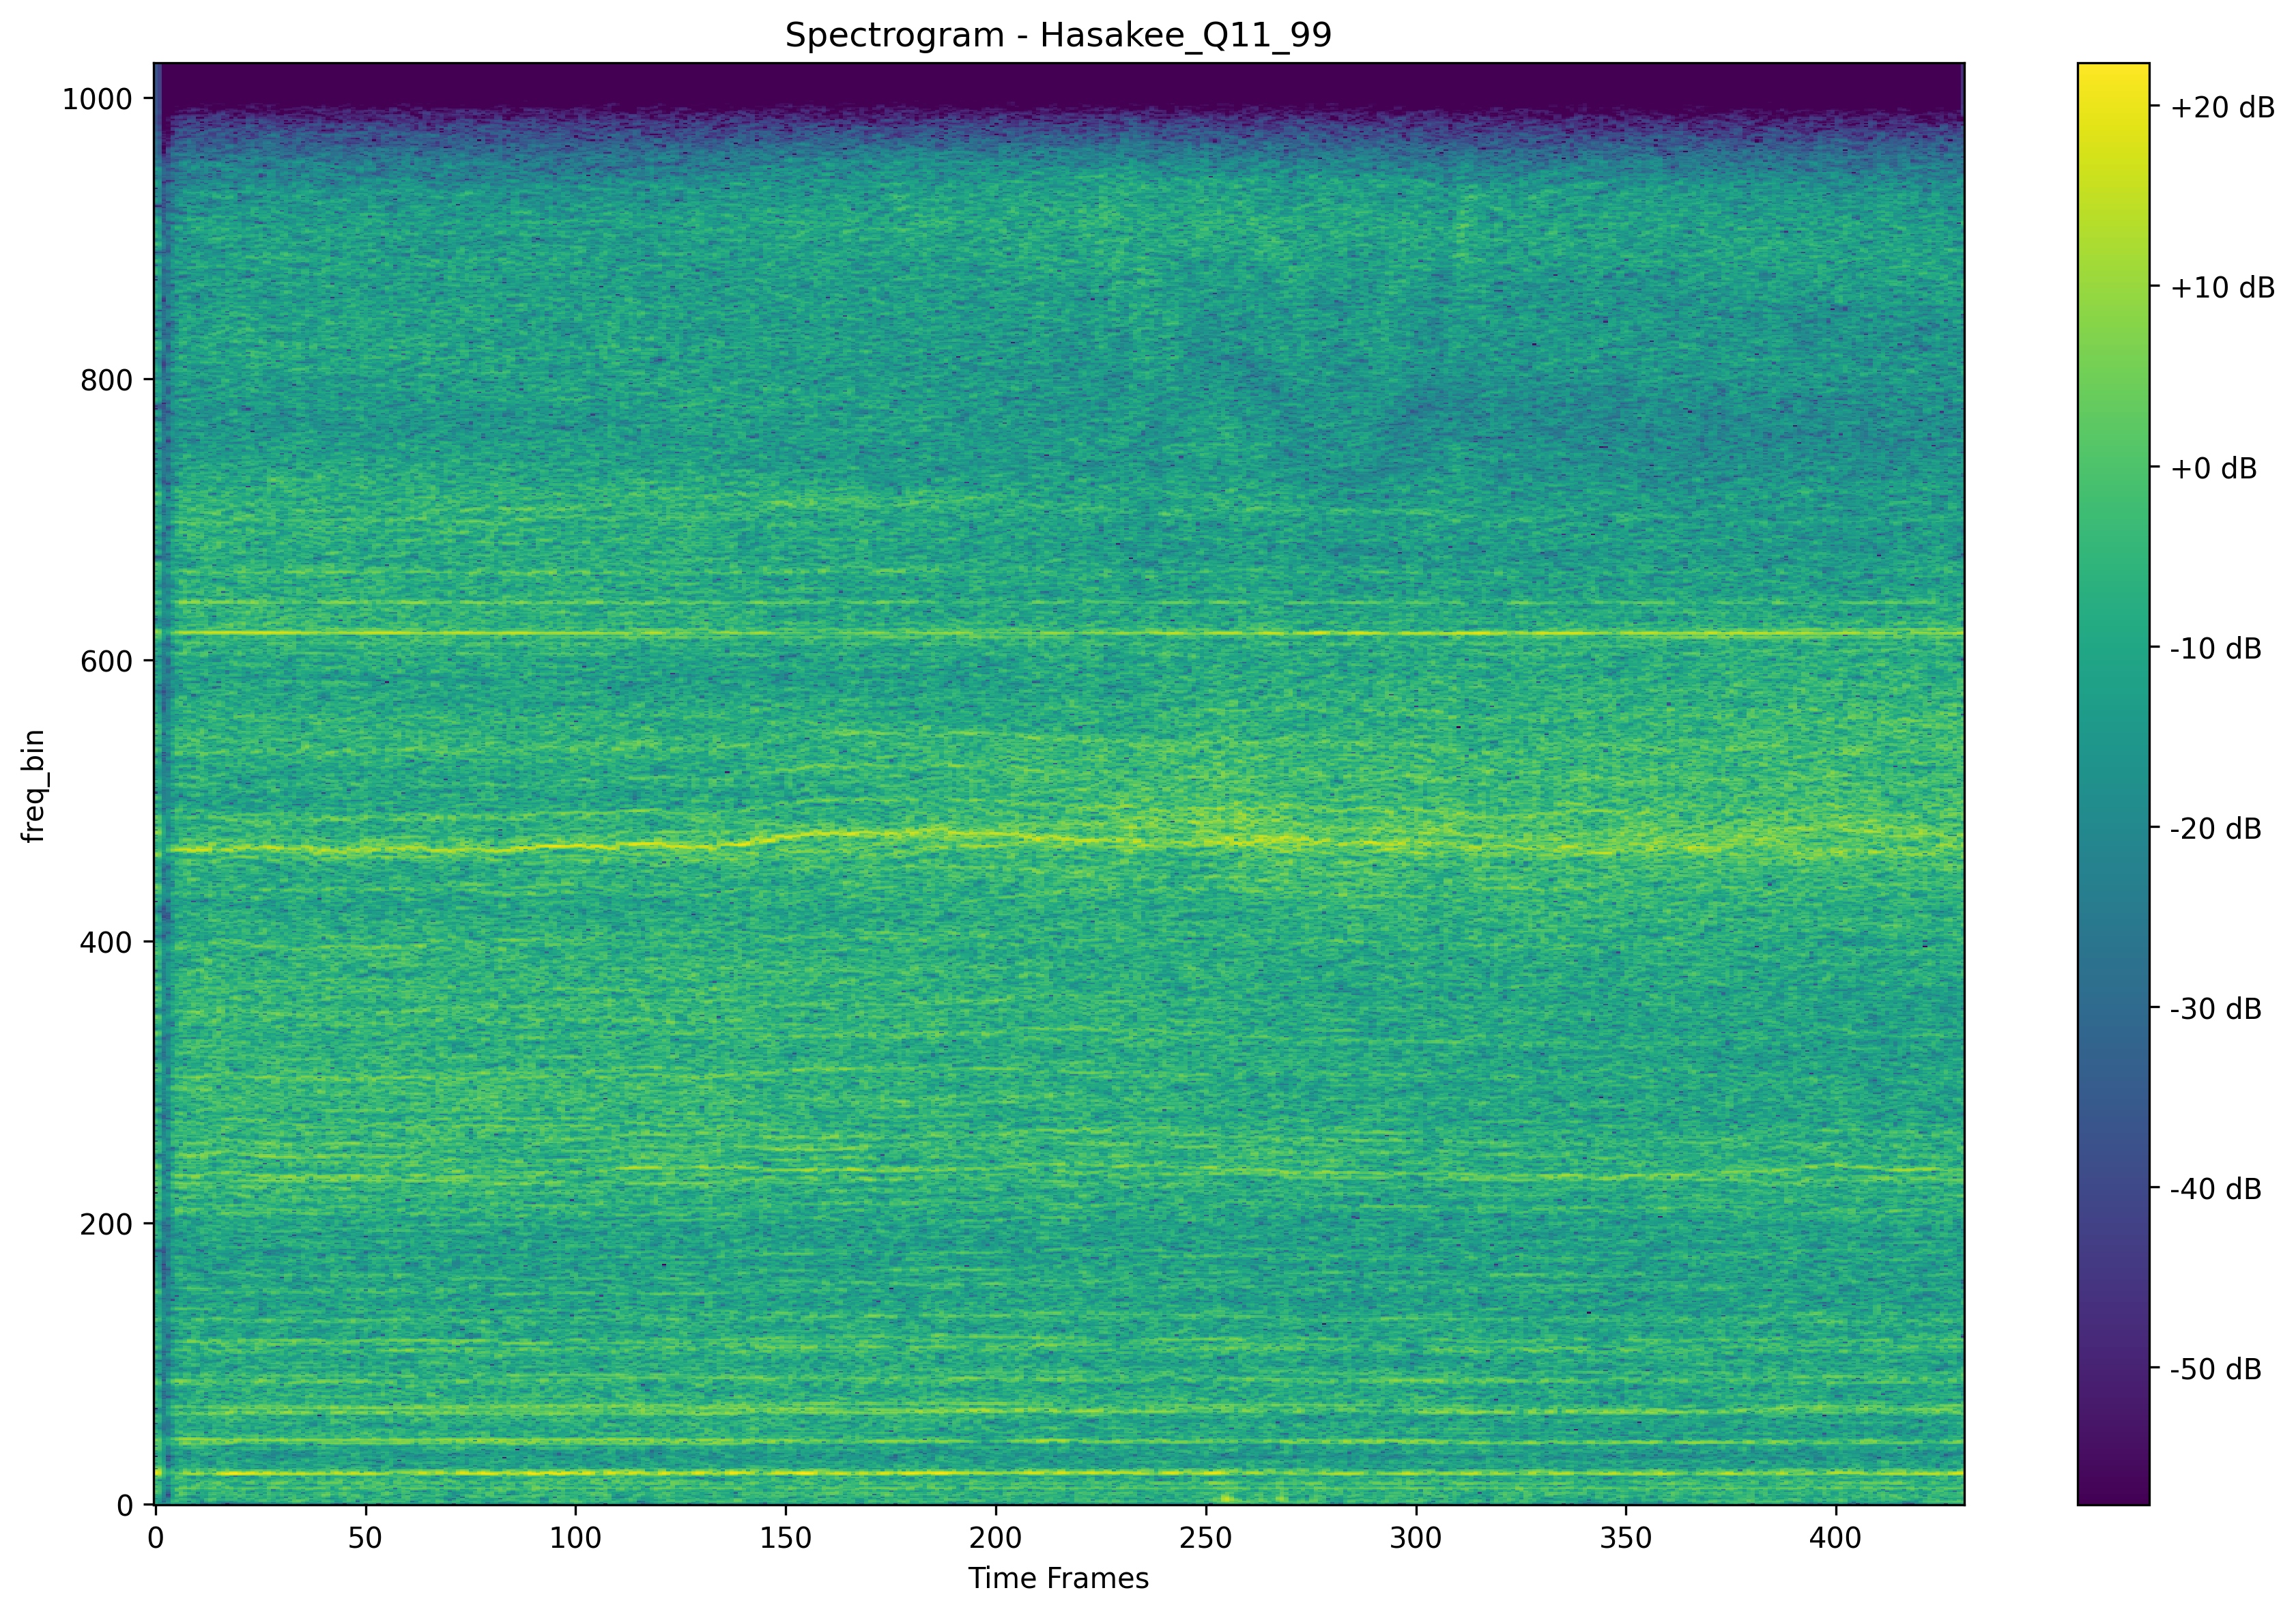 Spectrogram - Hasakee_Q11_99
1000
800
600
400
200
0
freq_bin
0 50 100 150 200 250 300 350 400
Time Frames
+20 dB
+10 dB
+0 dB
-10 dB
-20 dB
-30 dB
-40 dB
-50 dB